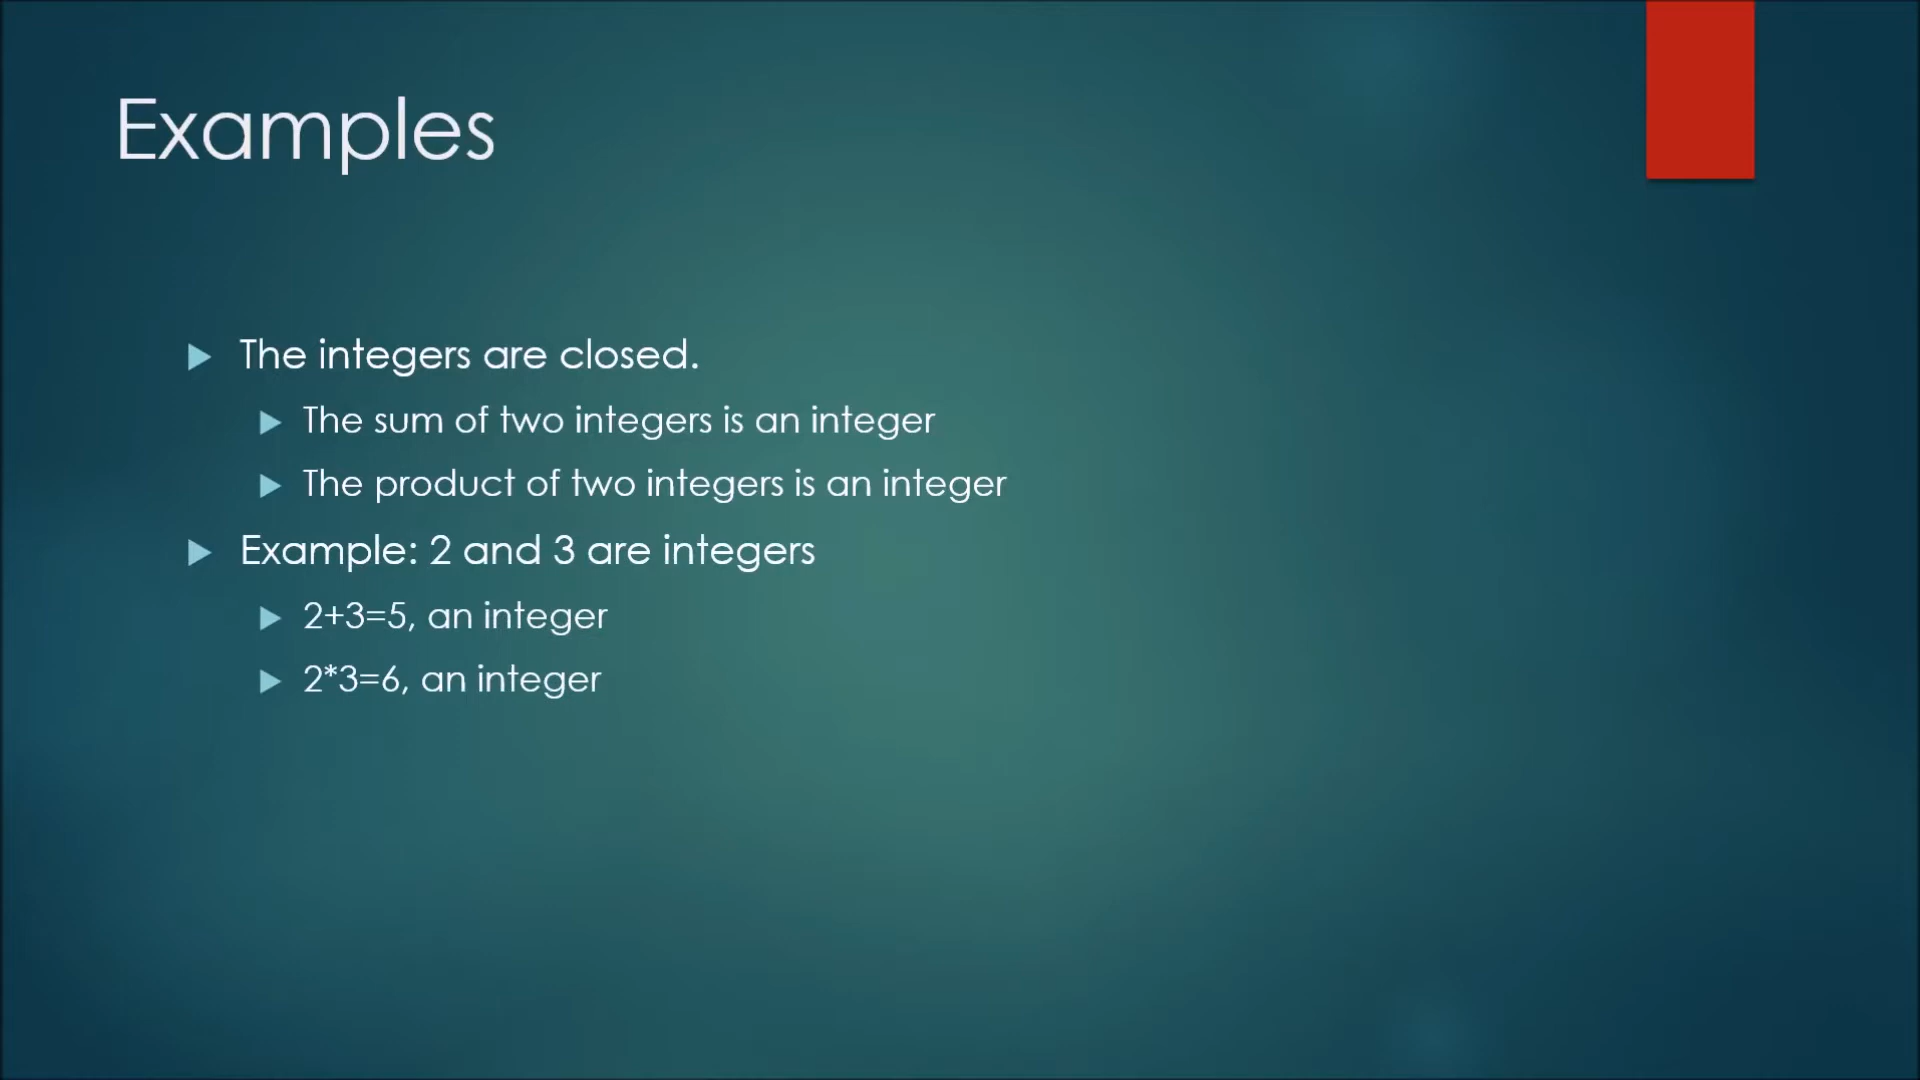 Examples
The integers are closed.
The sum of two integers is an integer
The product of two integers is an integer
Example: 2 and 3 are integers
2+3=5, an integer
2*3=6, an integer